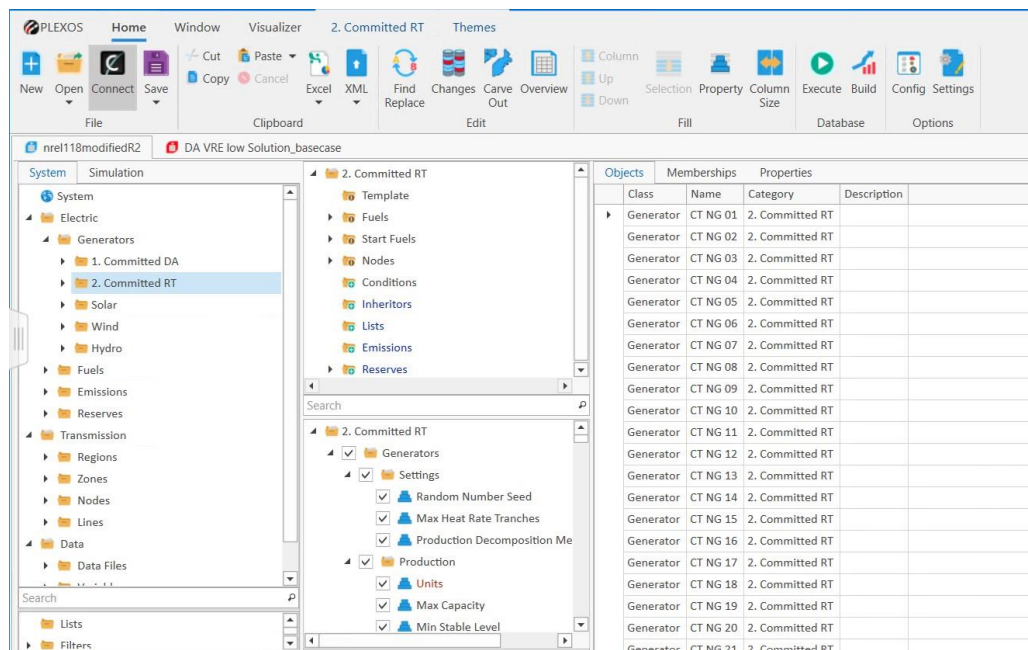 PLEXOS Home Window Visualizer 2. Committed RT Themes
New Open Connect Save
File
Cut Copy Paste Cancel Excel XML
Clipboard
Find Replace Changes Carve Out Overview
Edit
Column Up Down Selection Property Column Size
Fill
Execute Build
Database
Config Settings
Options
nrel118modifiedR2 DA VRE low Solution_basecase
System Simulation
System
Electric
Generators
1. Committed DA
2. Committed RT
Solar
Wind
Hydro
Fuels
Emissions
Reserves
Transmission
Regions
Zones
Nodes
Lines
Data
Data Files
Search
Lists
Filters
2. Committed RT
Template
Fuels
Start Fuels
Nodes
Conditions
Inheritors
Lists
Emissions
Reserves
Search
2. Committed RT
Generators
Settings
Random Number Seed
Max Heat Rate Tranches
Production Decomposition Me
Production
Units
Max Capacity
Min Stable Level
Objects Memberships Properties
Class Name Category Description
Generator CT NG 01 2. Committed RT
Generator CT NG 02 2. Committed RT
Generator CT NG 03 2. Committed RT
Generator CT NG 04 2. Committed RT
Generator CT NG 05 2. Committed RT
Generator CT NG 06 2. Committed RT
Generator CT NG 07 2. Committed RT
Generator CT NG 08 2. Committed RT
Generator CT NG 09 2. Committed RT
Generator CT NG 10 2. Committed RT
Generator CT NG 11 2. Committed RT
Generator CT NG 12 2. Committed RT
Generator CT NG 13 2. Committed RT
Generator CT NG 14 2. Committed RT
Generator CT NG 15 2. Committed RT
Generator CT NG 16 2. Committed RT
Generator CT NG 17 2. Committed RT
Generator CT NG 18 2. Committed RT
Generator CT NG 19 2. Committed RT
Generator CT NG 20 2. Committed RT
Generator CT NG 21 2. Committed RT